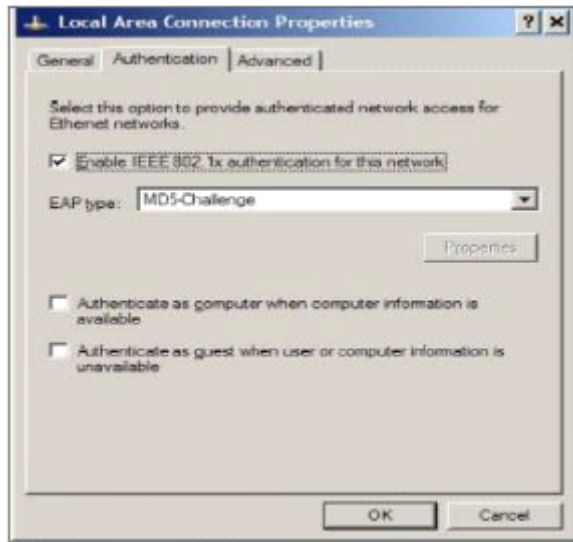 Local Area Connection Properties
General Authentication Advanced
Select this option to provide authenticated network access for
Ethernet networks.
Enable IEEE 802.1x authentication for this network
EAP type: MD5-Challenge
Properties
Authenticate as computer when computer information is
available
Authenticate as guest when user or computer information is
unavailable
OK Cancel